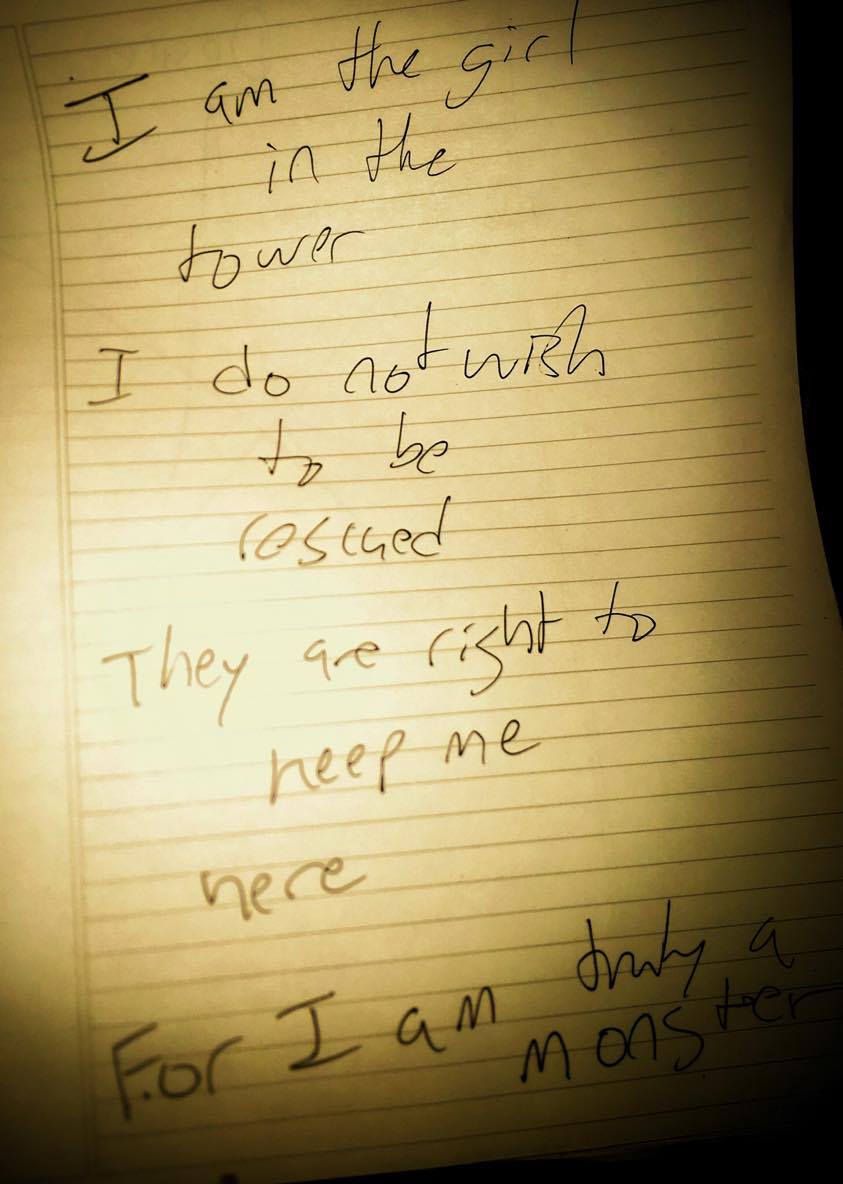 I am the girl
in the
tower
I do not wish
to be
rescued
They are right to
keep me
here
For I am truly a
monster